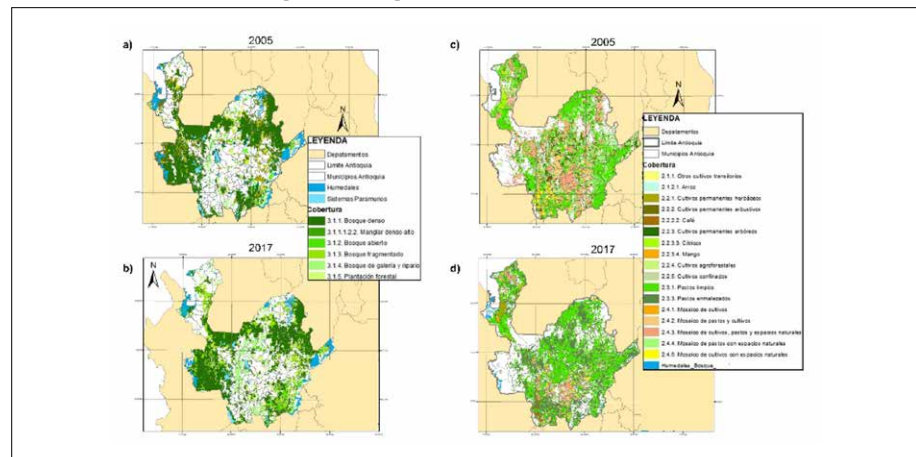 a)
2005
N
LEYENDA
Departamentos
Limite Antioquia
Municipios Antioquia
Humedales
Sistemas Paramunos
Cobertura
3.1.1. Bosque denso
3.1.1.1.2.2. Manglar denso alto
3.1.2. Bosque abierto
3.1.3. Bosque fragmentado
3.1.4. Bosque de galería y ripario
3.1.5. Plantación forestal
b)
2017
N
c)
2005
N
LEYENDA
Departamentos
Limite Antioquia
Municipios Antioquia
Cobertura
2.1.1. Otros cultivos transitorios
2.1.2.1. Arroz
2.2.1. Cultivos permanentes herbáceos
2.2.2. Cultivos permanentes arbustivos
2.2.2.2. Café
2.2.3. Cultivos permanentes arbóreos
2.2.3.3. Cítricos
2.2.3.4. Mango
2.2.4. Cultivos agroforestales
2.2.5. Cultivos confinados
2.3.1. Pastos limpios
2.3.3. Pastos enmalezados
2.4.1. Mosaico de cultivos
2.4.2. Mosaico de pastos y cultivos
2.4.3. Mosaico de cultivos, pastos y espacios naturales
2.4.4. Mosaico de pastos con espacios naturales
2.4.5. Mosaico de cultivos con espacios naturales
Humedales_Bosque_
d)
2017